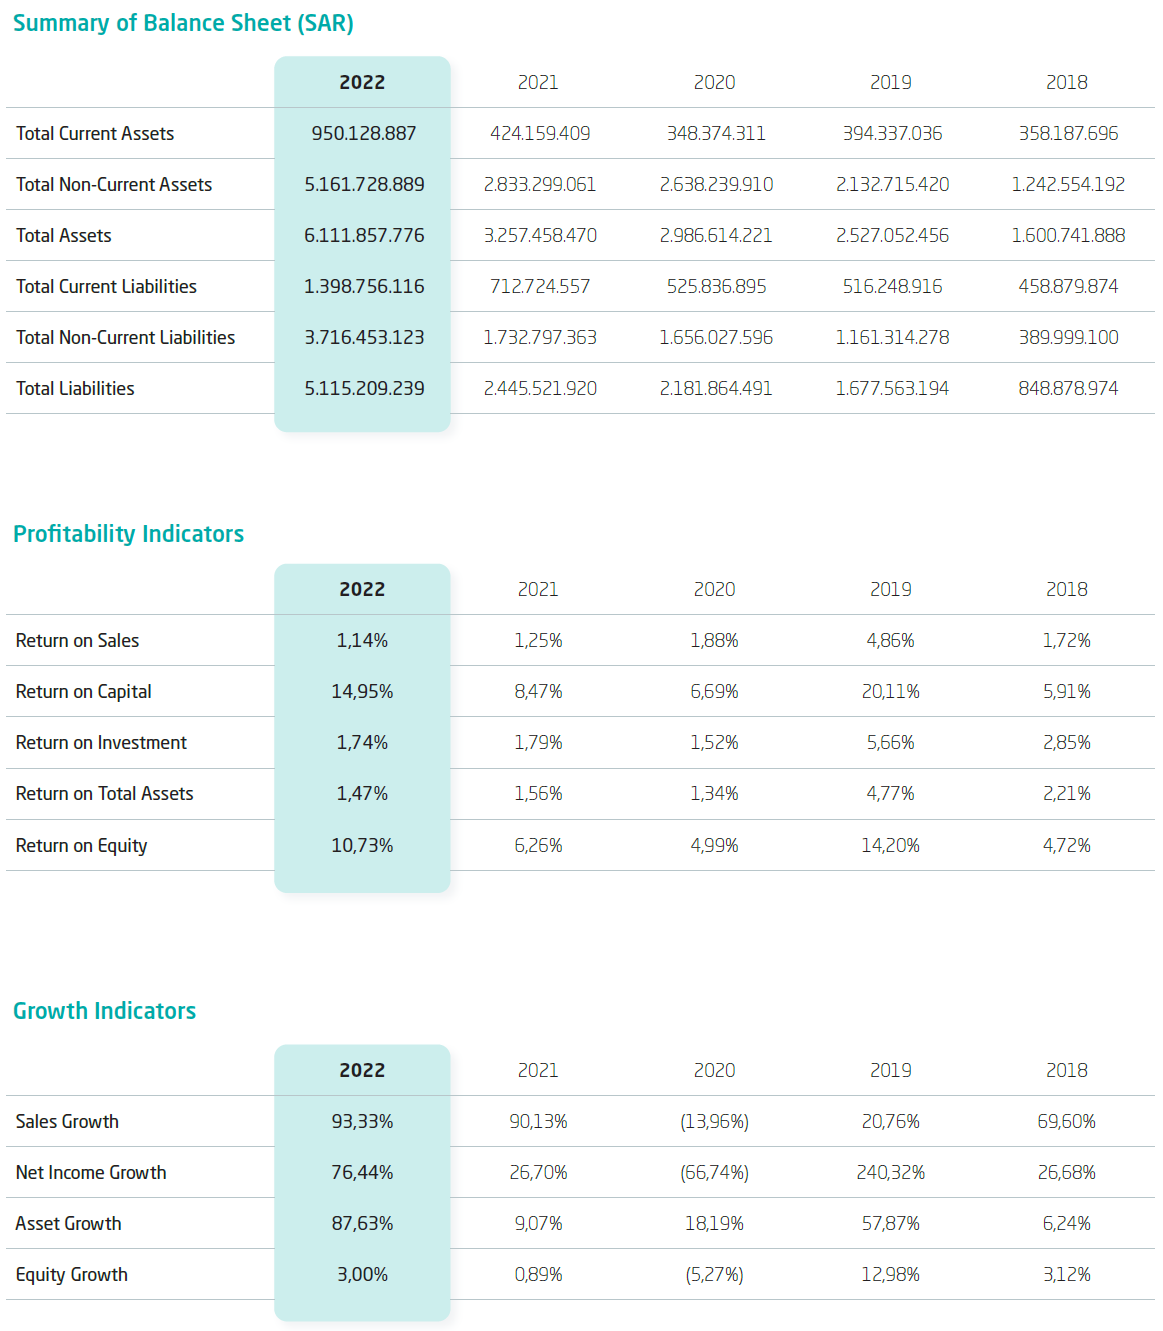 Summary of Balance Sheet (SAR)
2022 2021 2020 2019 2018
Total Current Assets 950.128.887 424.159.409 348.374.311 394.337.036 358.187.696
Total Non-Current Assets 5.161.728.889 2.833.299.061 2.638.239.910 2.132.715.420 1.242.554.192
Total Assets 6.111.857.776 3.257.458.470 2.986.614.221 2.527.052.456 1.600.741.888
Total Current Liabilities 1.398.756.116 712.724.557 525.836.895 516.248.916 458.879.874
Total Non-Current Liabilities 3.716.453.123 1.732.797.363 1.656.027.596 1.161.314.278 389.999.100
Total Liabilities 5.115.209.239 2.445.521.920 2.181.864.491 1.677.563.194 848.878.974
Profitability Indicators
2022 2021 2020 2019 2018
Return on Sales 1,14% 1,25% 1,88% 4,86% 1,72%
Return on Capital 14,95% 8,47% 6,69% 20,11% 5,91%
Return on Investment 1,74% 1,79% 1,52% 5,66% 2,85%
Return on Total Assets 1,47% 1,56% 1,34% 4,77% 2,21%
Return on Equity 10,73% 6,26% 4,99% 14,20% 4,72%
Growth Indicators
2022 2021 2020 2019 2018
Sales Growth 93,33% 90,13% (13,96%) 20,76% 69,60%
Net Income Growth 76,44% 26,70% (66,74%) 240,32% 26,68%
Asset Growth 87,63% 9,07% 18,19% 57,87% 6,24%
Equity Growth 3,00% 0,89% (5,27%) 12,98% 3,12%